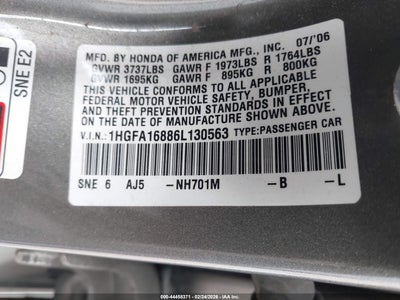 SNE E2
MFD. BY HONDA OF AMERICA MFG., INC. 07/'06
GVWR 3737LBS GAWR F 1973LBS R 1764LBS
GVWR 1695KG GAWR F 895KG R 800KG
THIS VEHICLE CONFORMS TO ALL APPLICABLE
FEDERAL MOTOR VEHICLE SAFETY, BUMPER,
AND THEFT PREVENTION STANDARDS IN EFFECT
ON THE DATE OF MANUFACTURE SHOWN ABOVE.
V.I.N.: 1HGFA16886L130563 TYPE: PASSENGER CAR
SNE 6 AJ5 -NH701M -B -L
000-44458371 - 02/24/2026 - IAA Inc.